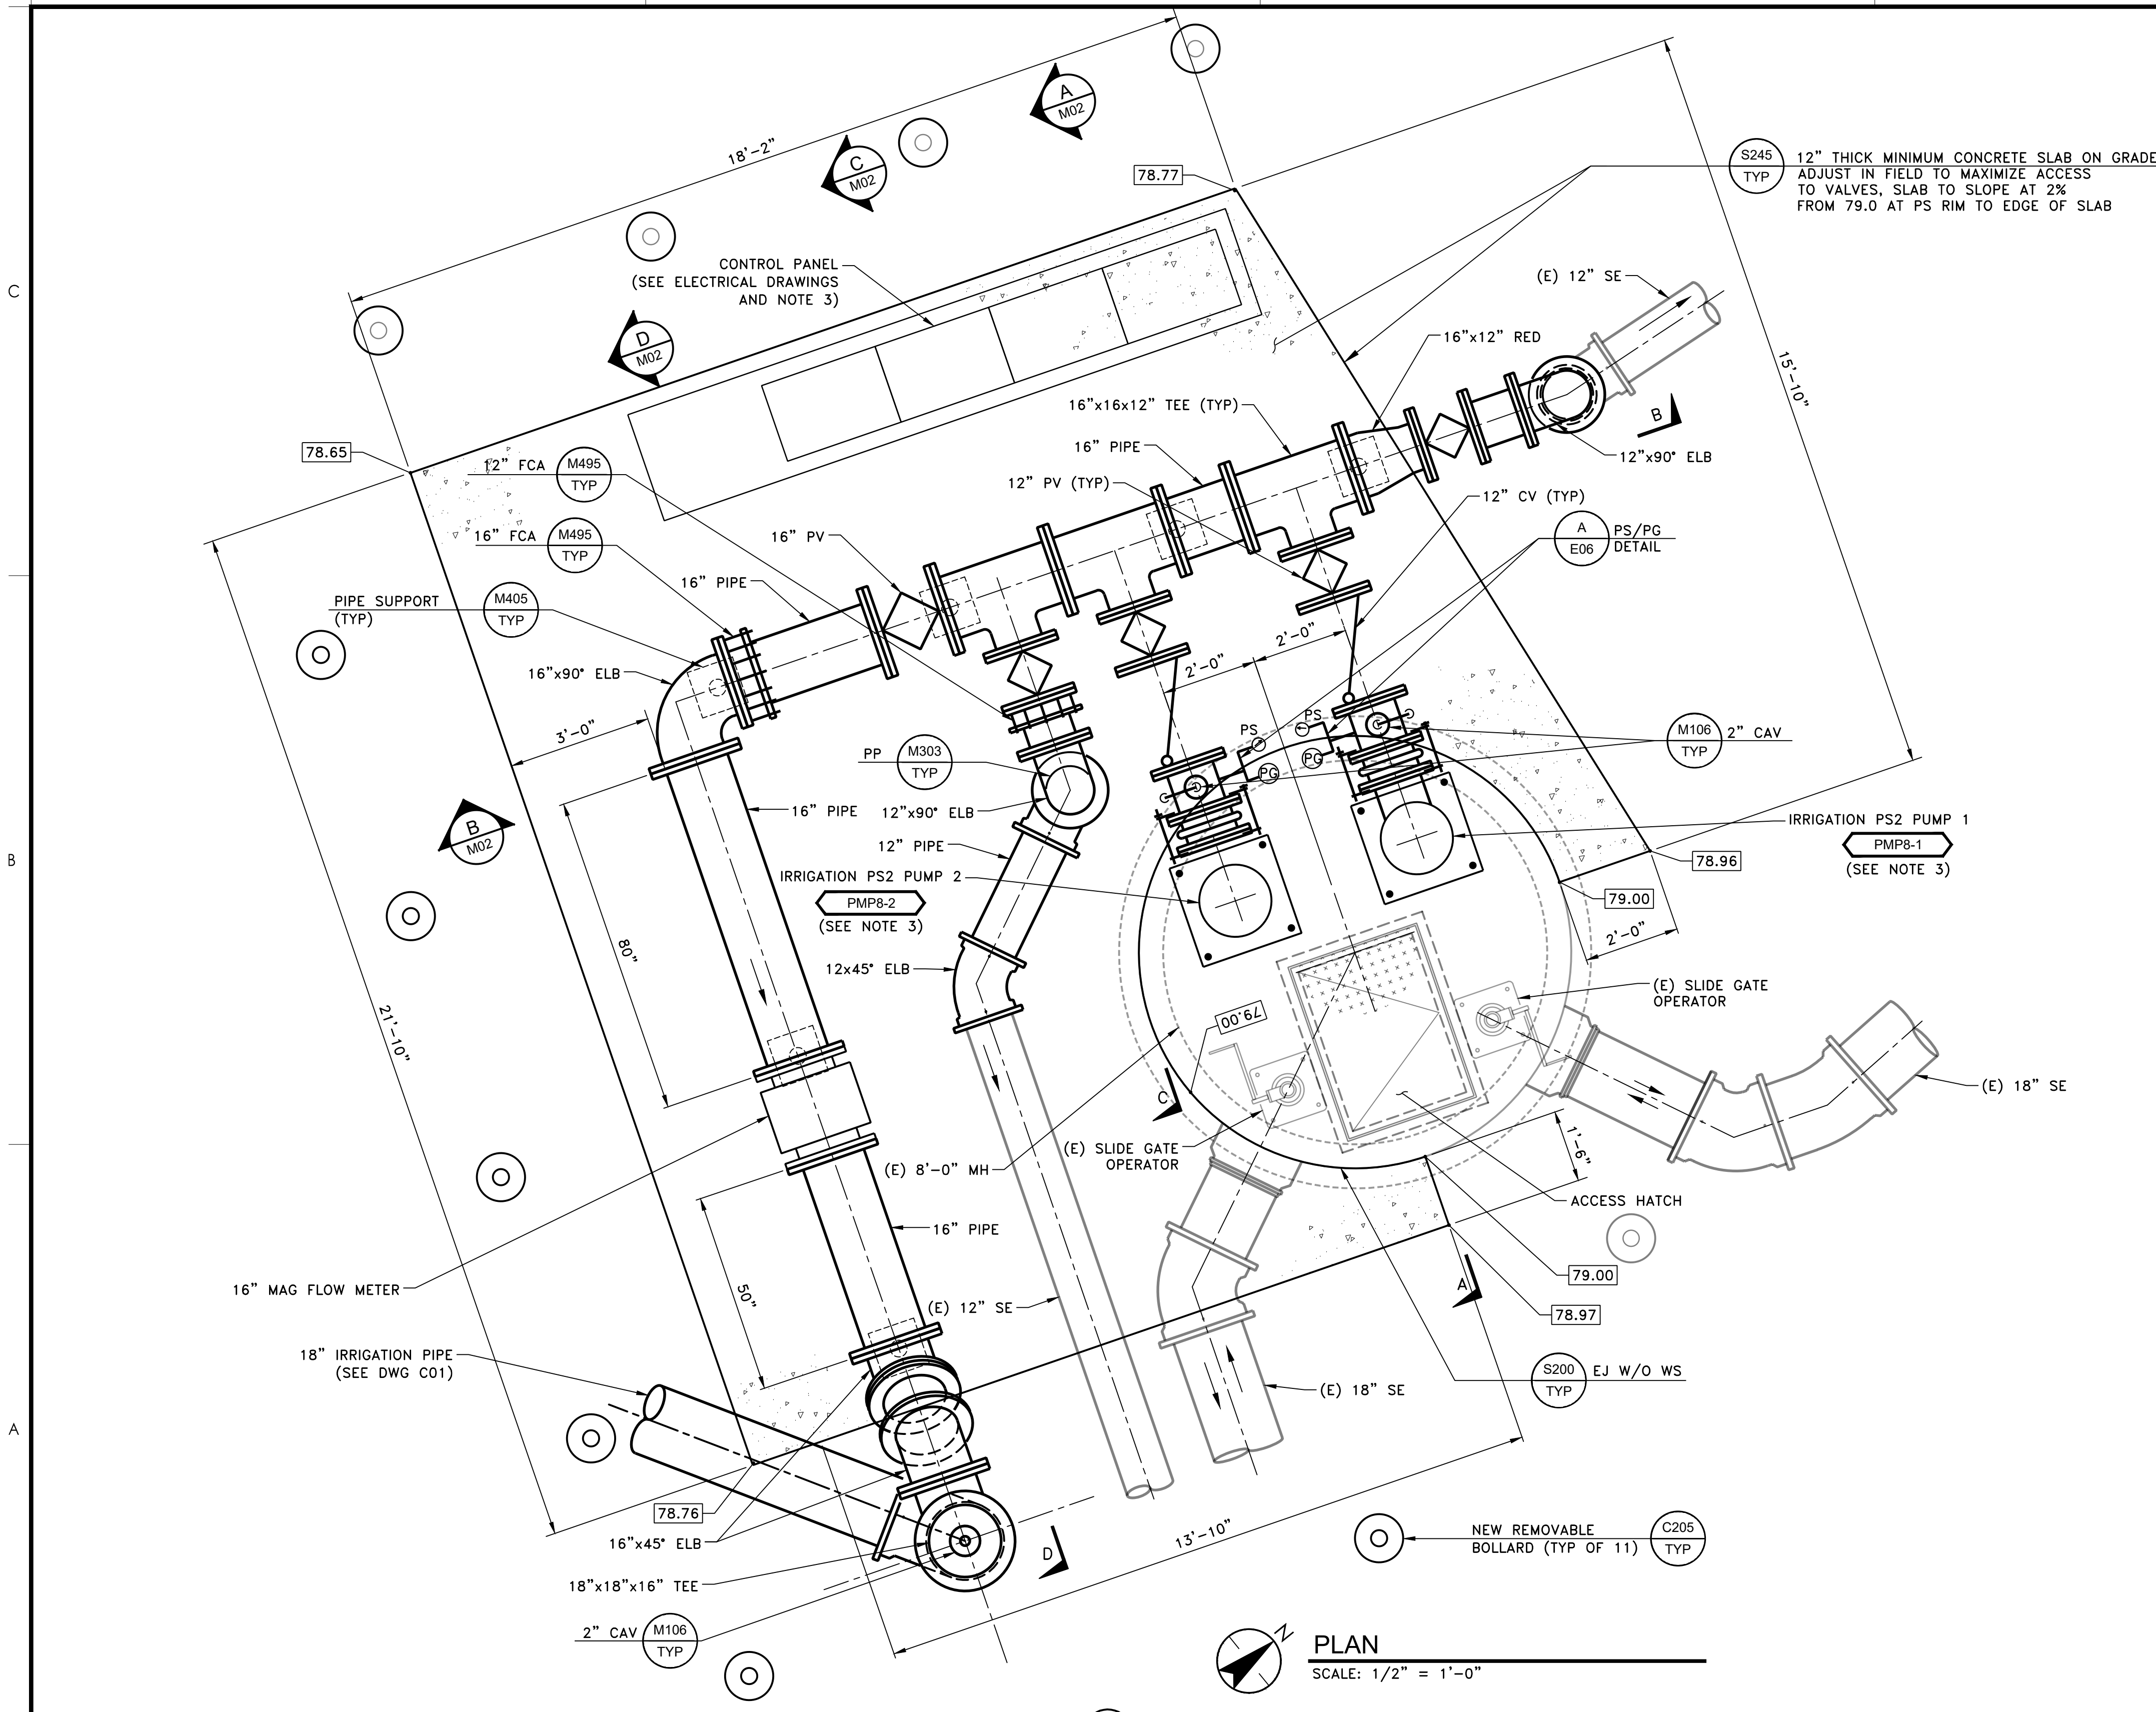 18'-2"
A
M02
C
M02
78.77
S245
TYP
12" THICK MINIMUM CONCRETE SLAB ON GRADE
ADJUST IN FIELD TO MAXIMIZE ACCESS
TO VALVES, SLAB TO SLOPE AT 2%
FROM 79.0 AT PS RIM TO EDGE OF SLAB
C
CONTROL PANEL
(SEE ELECTRICAL DRAWINGS
AND NOTE 3)
(E) 12" SE
D
M02
16"x12" RED
15'-10"
16"x16x12" TEE (TYP)
B
16" PIPE
12"x90° ELB
78.65
12" FCA
M495
TYP
12" PV (TYP)
12" CV (TYP)
16" FCA
M495
TYP
16" PV
A
E06
PS/PG
DETAIL
16" PIPE
PIPE SUPPORT
(TYP)
M405
TYP
2'-0"
2'-0"
16"x90° ELB
3'-0"
PS
PS
PG
PG
M106
TYP
2" CAV
PP
M303
TYP
16" PIPE
12"x90° ELB
B
M02
IRRIGATION PS2 PUMP 1
PMP8-1
(SEE NOTE 3)
12" PIPE
B
IRRIGATION PS2 PUMP 2
PMP8-2
(SEE NOTE 3)
78.96
79.00
2'-0"
80"
12x45° ELB
21'-10"
79.00
(E) SLIDE GATE
OPERATOR
C
(E) 18" SE
(E) SLIDE GATE
OPERATOR
1'-6"
(E) 8'-0" MH
ACCESS HATCH
16" PIPE
16" MAG FLOW METER
50"
(E) 12" SE
A
79.00
78.97
18" IRRIGATION PIPE
(SEE DWG C01)
(E) 18" SE
S200
TYP
EJ W/O WS
A
78.76
16"x45° ELB
13'-10"
D
NEW REMOVABLE
BOLLARD (TYP OF 11)
C205
TYP
18"x18"x16" TEE
2" CAV
M106
TYP
N
PLAN
SCALE: 1/2" = 1'-0"